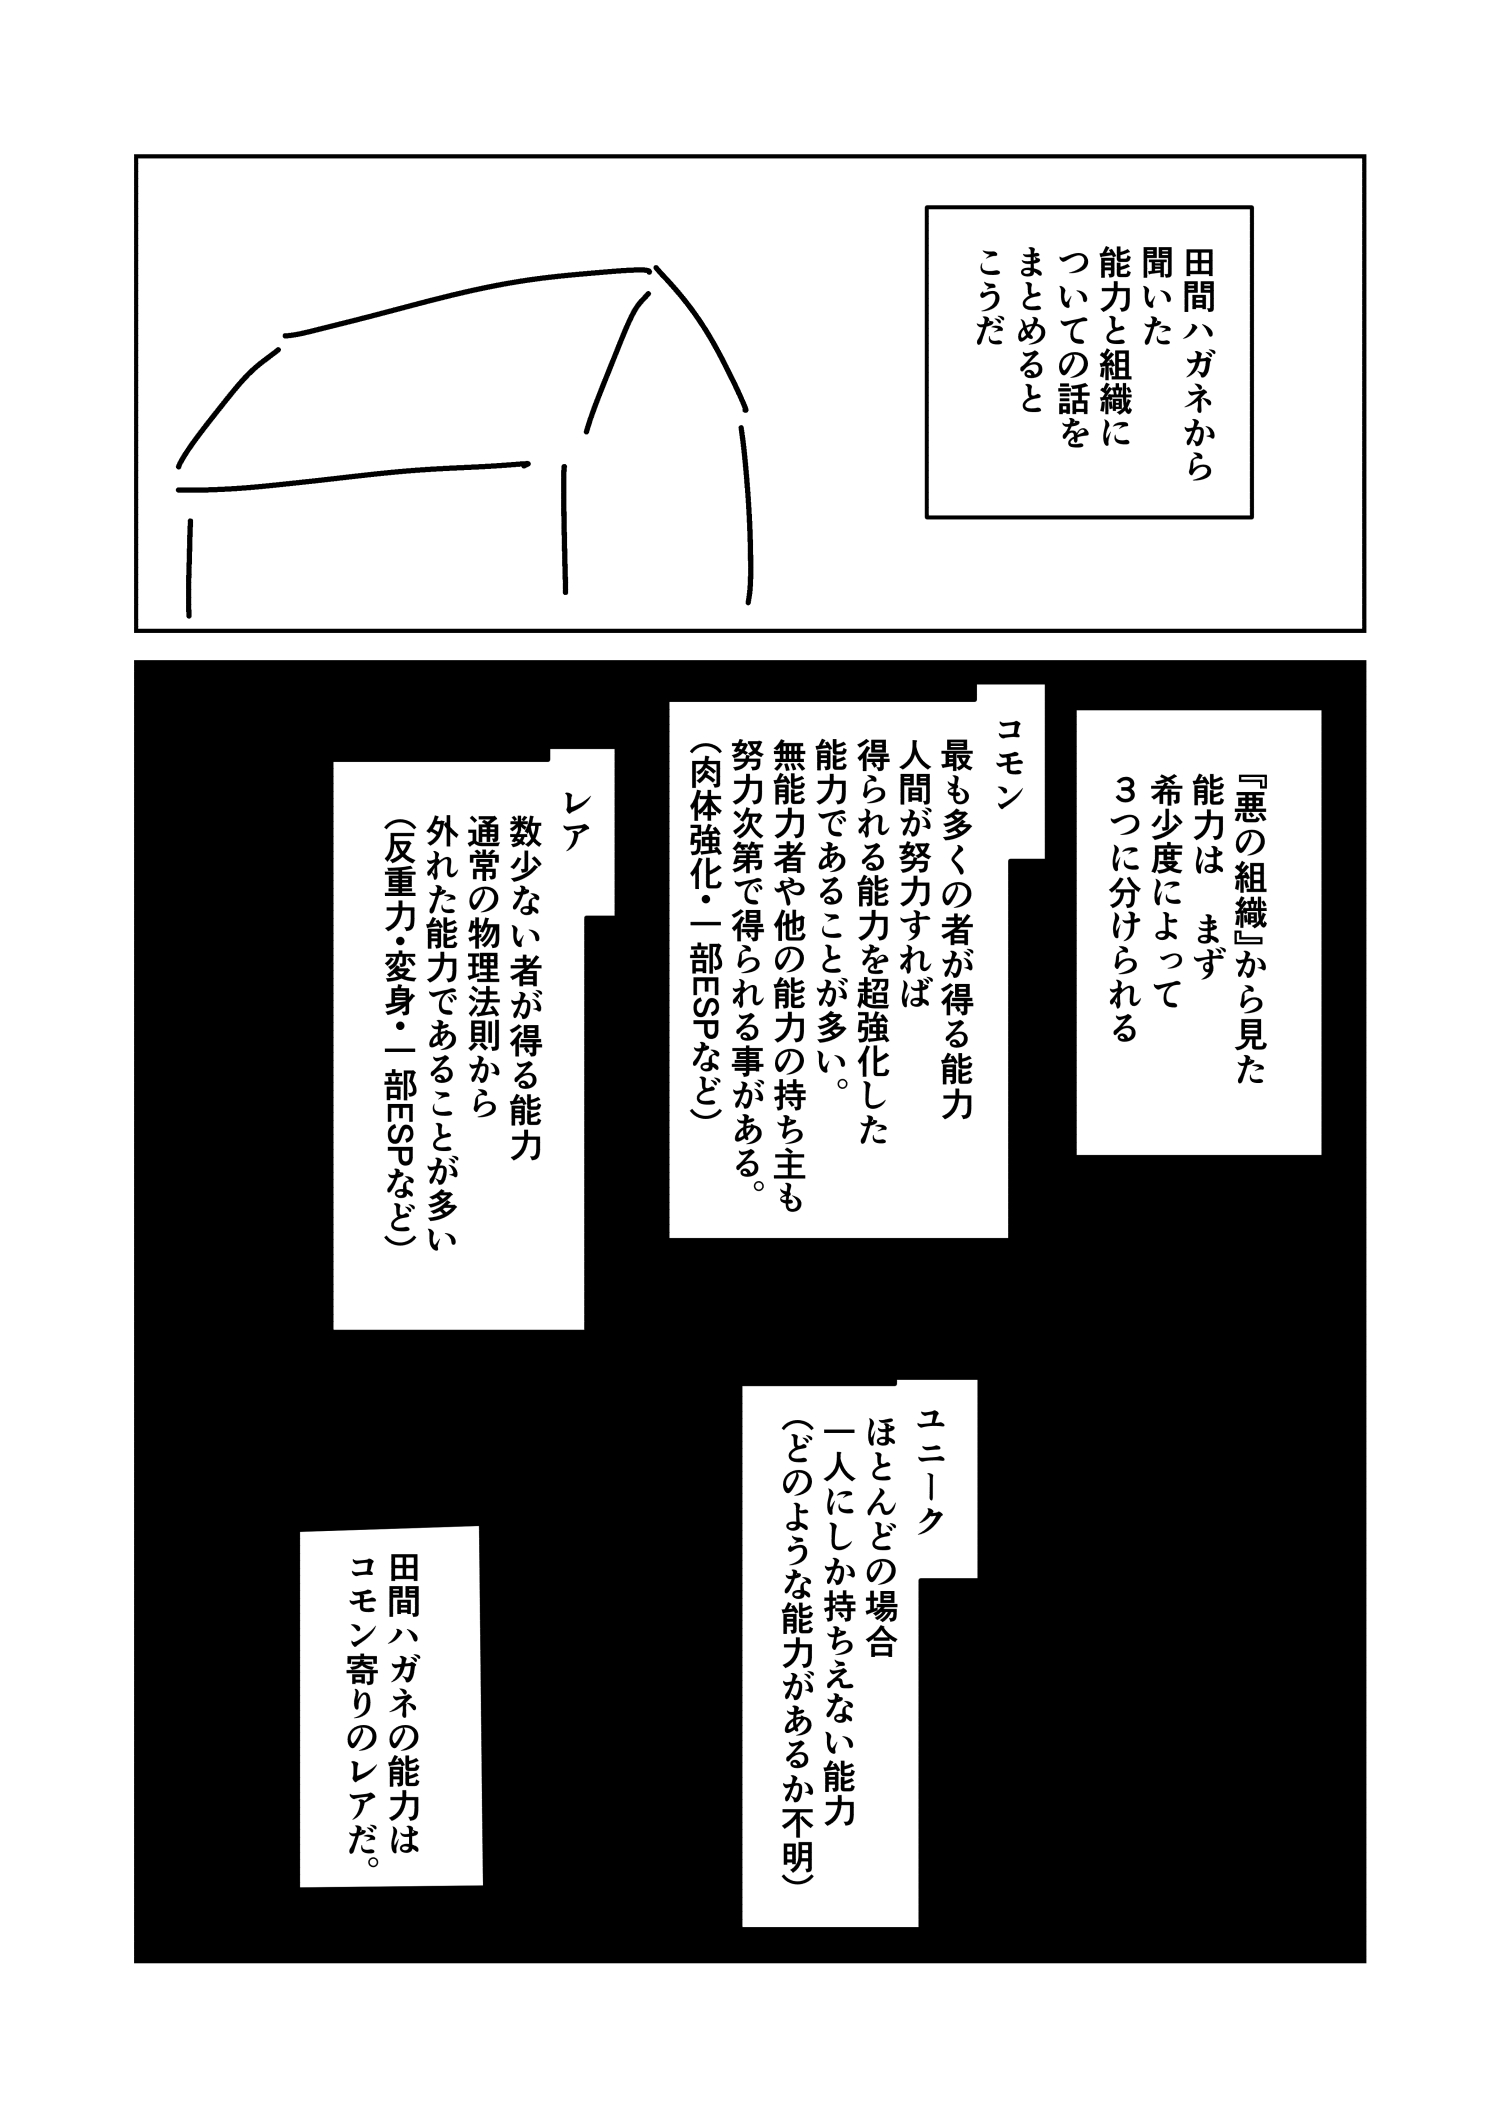 田間ハガネから
聞いた
能力と組織に
ついての話を
まとめると
こうだ
『悪の組織』から見た
能力は　まず
希少度によって
３つに分けられる
コモン
最も多くの者が得る能力
人間が努力すれば
得られる能力を超強化した
能力であることが多い。
無能力者や他の能力の持ち主も
努力次第で得られる事がある。
（肉体強化・一部ESPなど）
レア
数少ない者が得る能力
通常の物理法則から
外れた能力であることが多い
（反重力・変身・一部ESPなど）
ユニーク
ほとんどの場合
一人にしか持ちえない能力
（どのような能力があるか不明）
田間ハガネの能力は
コモン寄りのレアだ。